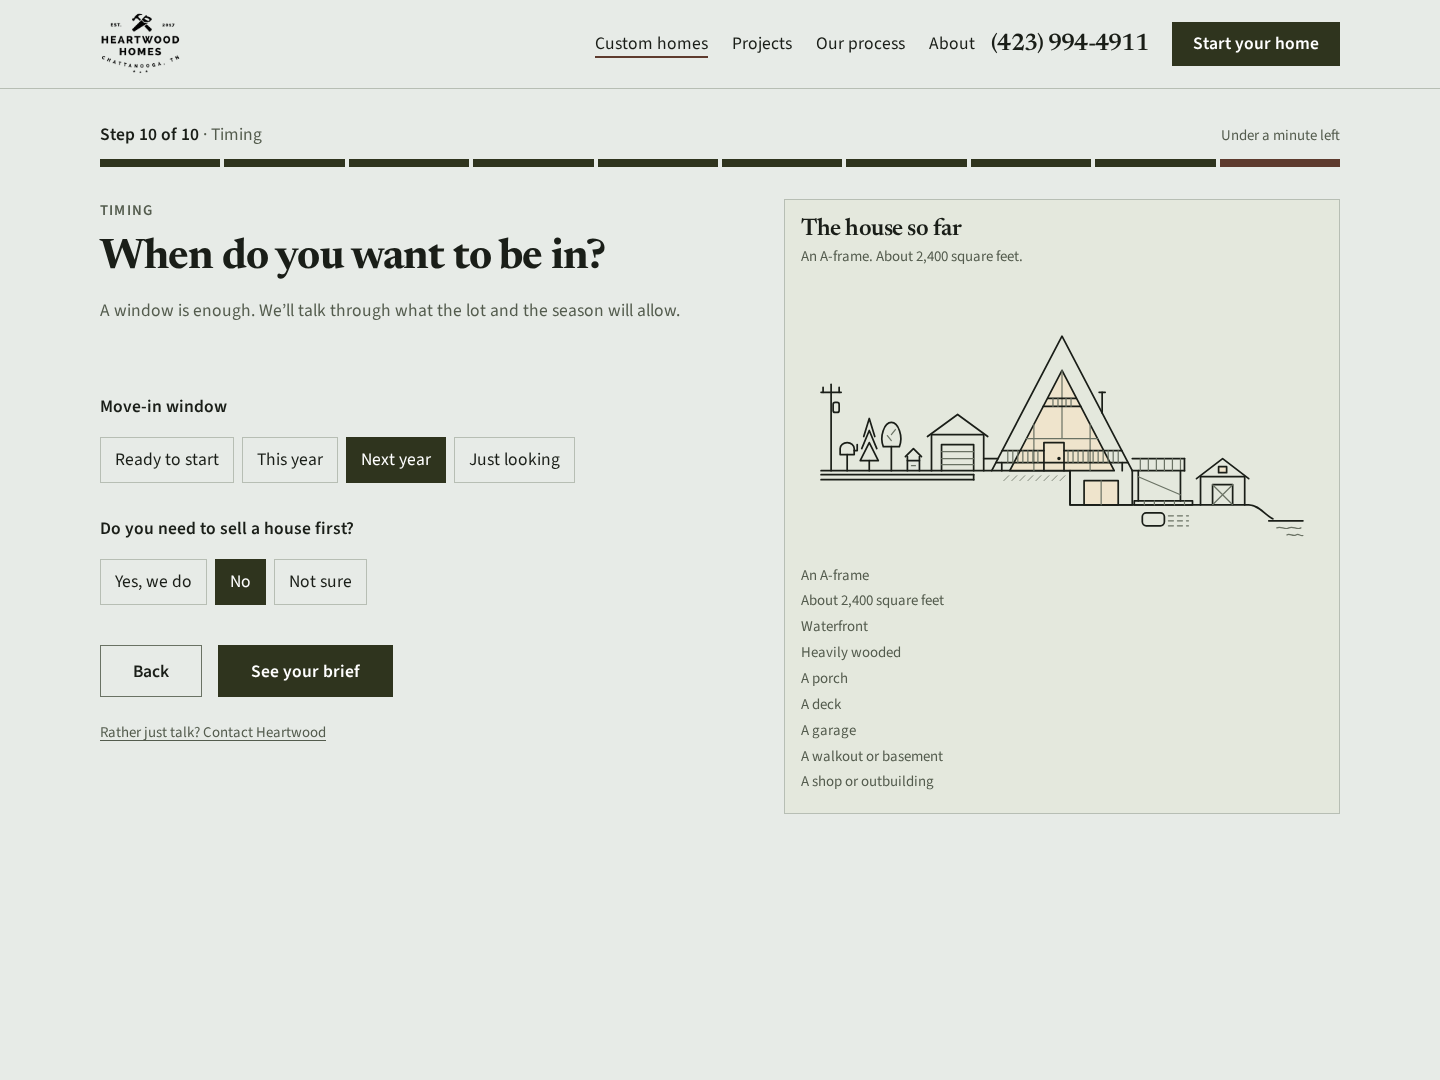 EST. 2017
HEARTWOOD
HOMES
CHATTANOOGA, TN
Custom homes
Projects
Our process
About
(423) 994-4911
Start your home
Step 10 of 10 · Timing
Under a minute left
TIMING
When do you want to be in?
A window is enough. We’ll talk through what the lot and the season will allow.
Move-in window
Ready to start
This year
Next year
Just looking
Do you need to sell a house first?
Yes, we do
No
Not sure
Back
See your brief
Rather just talk? Contact Heartwood
The house so far
An A-frame. About 2,400 square feet.
An A-frame
About 2,400 square feet
Waterfront
Heavily wooded
A porch
A deck
A garage
A walkout or basement
A shop or outbuilding